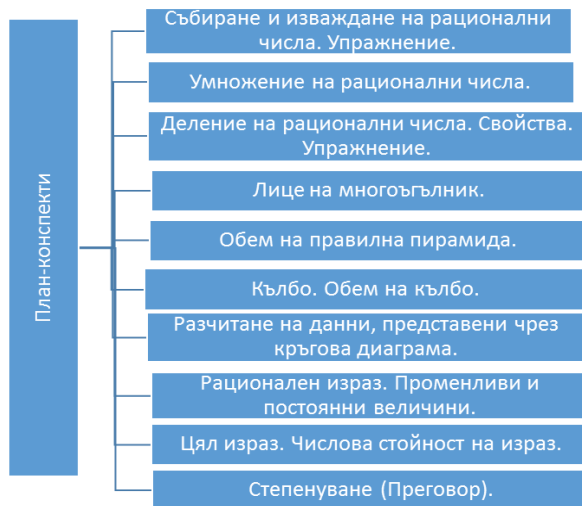 План-конспекти
Събиране и изваждане на рационални
числа. Упражнение.
Умножение на рационални числа.
Деление на рационални числа. Свойства.
Упражнение.
Лице на многоъгълник.
Обем на правилна пирамида.
Кълбо. Обем на кълбо.
Разчитане на данни, представени чрез
кръгова диаграма.
Рационален израз. Променливи и
постоянни величини.
Цял израз. Числова стойност на израз.
Степенуване (Преговор).